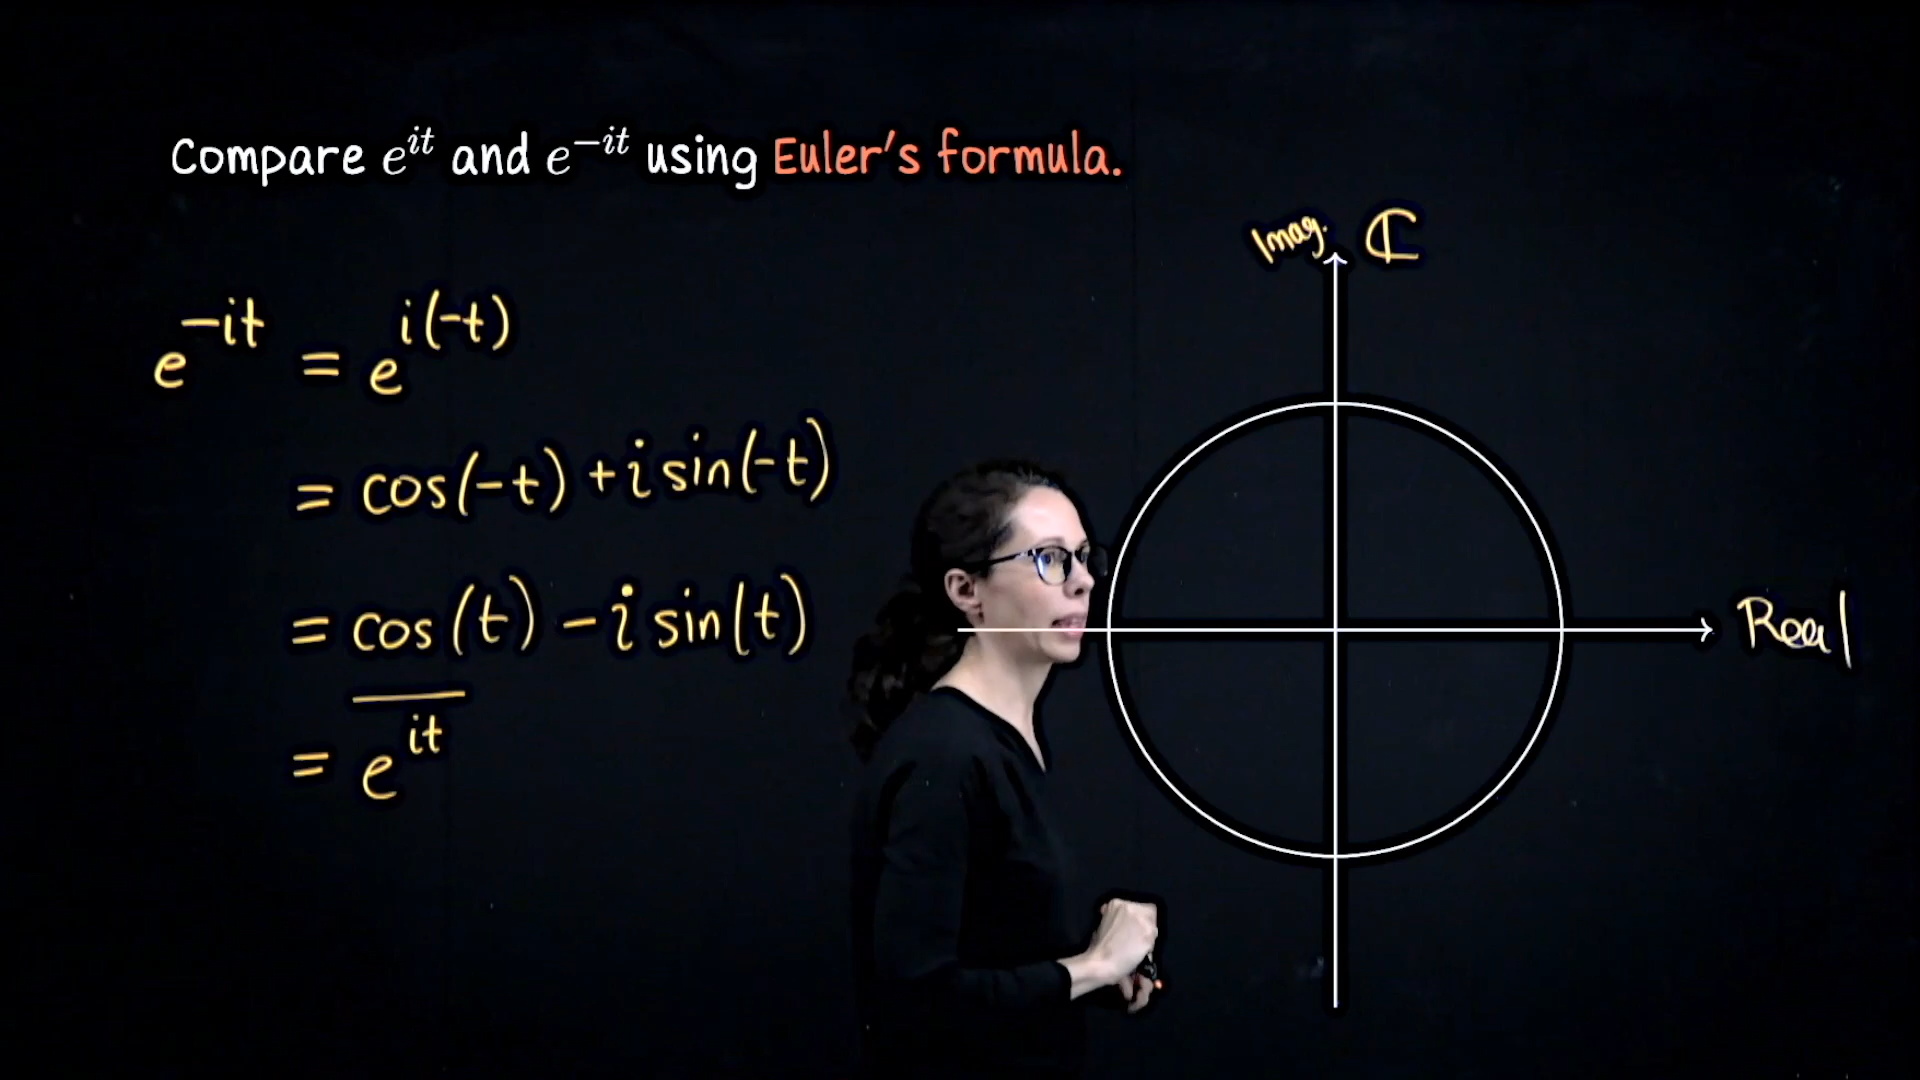 Compare e^{it} and e^{-it} using Euler's formula.
e^{-it} = e^{i(-t)}
= cos(-t) + i sin(-t)
= cos(t) - i sin(t)
= \overline{e^{it}}
Imag. ℂ
Real